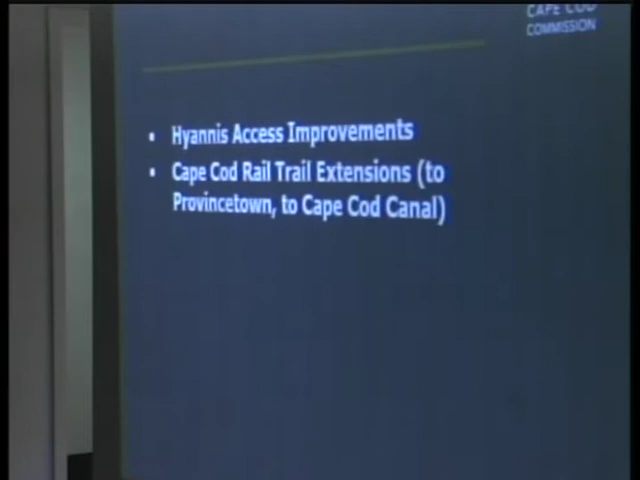 CAPE COD
COMMISSION
• Hyannis Access Improvements
• Cape Cod Rail Trail Extensions (to
Provincetown, to Cape Cod Canal)